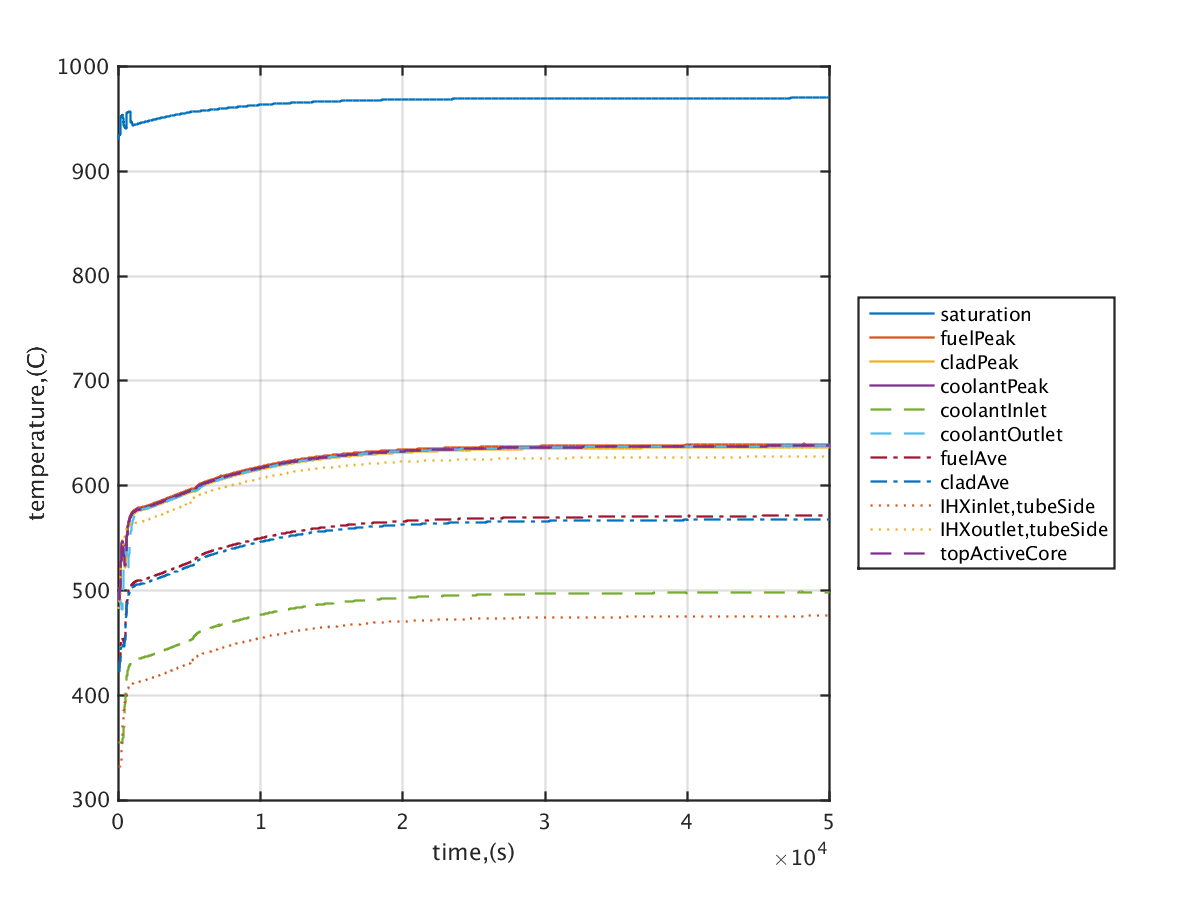 1000
900
800
700
600
500
400
300
temperature,(C)
0
1
2
3
4
5
time,(s)
×10^4
saturation
fuelPeak
cladPeak
coolantPeak
coolantInlet
coolantOutlet
fuelAve
cladAve
IHXinlet,tubeSide
IHXoutlet,tubeSide
topActiveCore